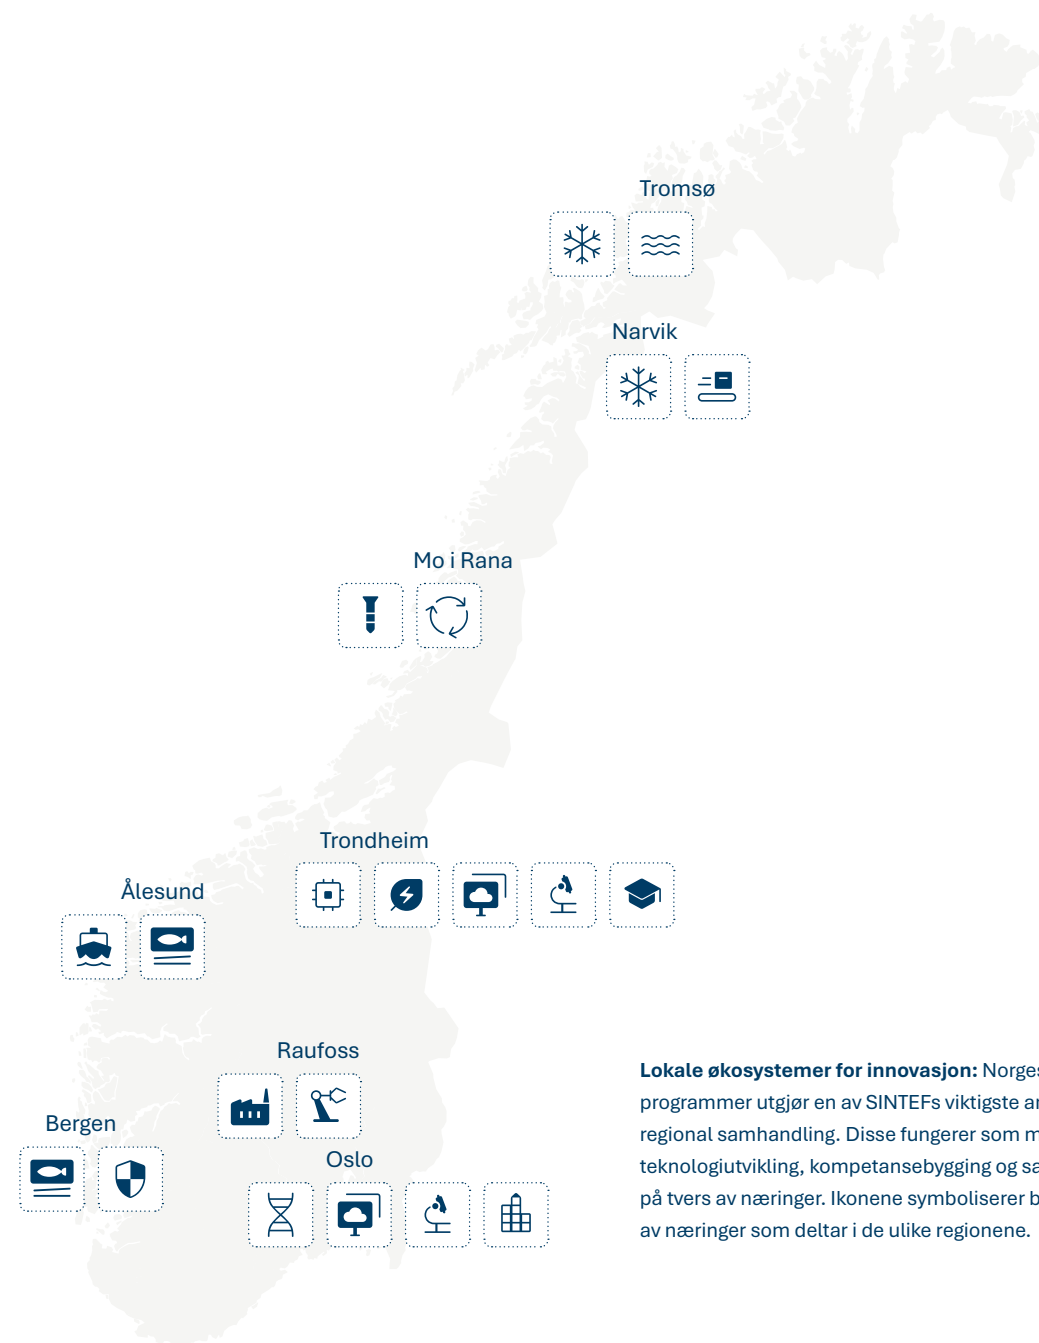 Tromsø
Narvik
Mo i Rana
Trondheim
Ålesund
Raufoss
Bergen
Oslo
Lokale økosystemer for innovasjon: Norges
programmer utgjør en av SINTEFs viktigste
regional samhandling. Disse fungerer som
teknologiutvikling, kompetansebygging og
på tvers av næringer. Ikonene symboliserer
av næringer som deltar i de ulike regionene.